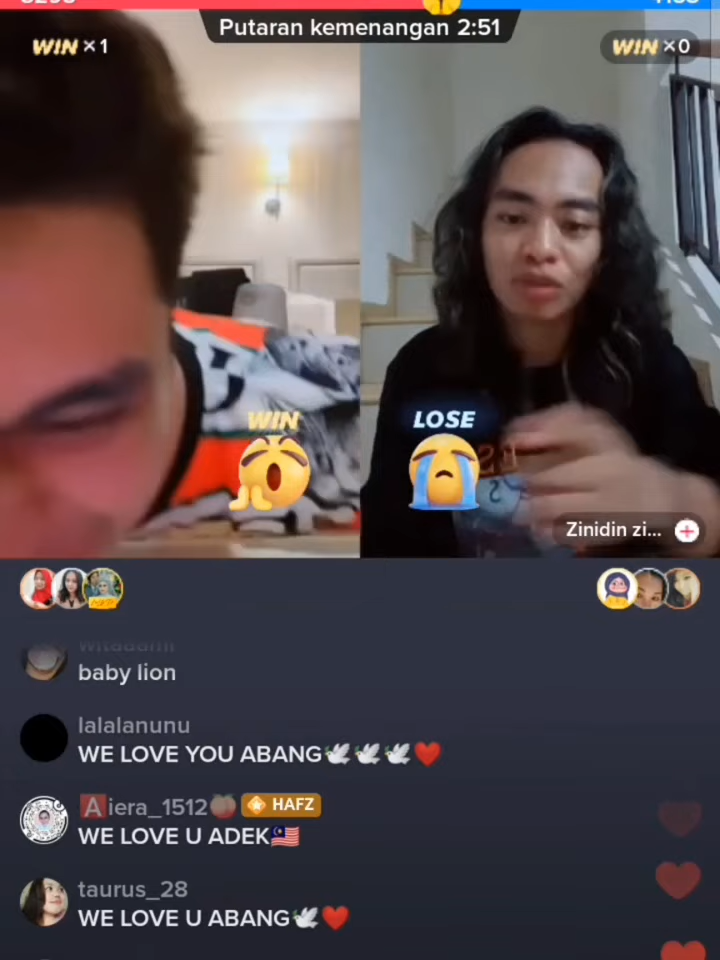 Putaran kemenangan 2:51
WIN ×1
WIN ×0
WIN
LOSE
Zinidin zi...
baby lion
lalalanunu
WE LOVE YOU ABANG🕊️🕊️🕊️❤️
🅰️iera_1512🍑 HAFZ
WE LOVE U ADEK🇲🇾
taurus_28
WE LOVE U ABANG🕊️❤️